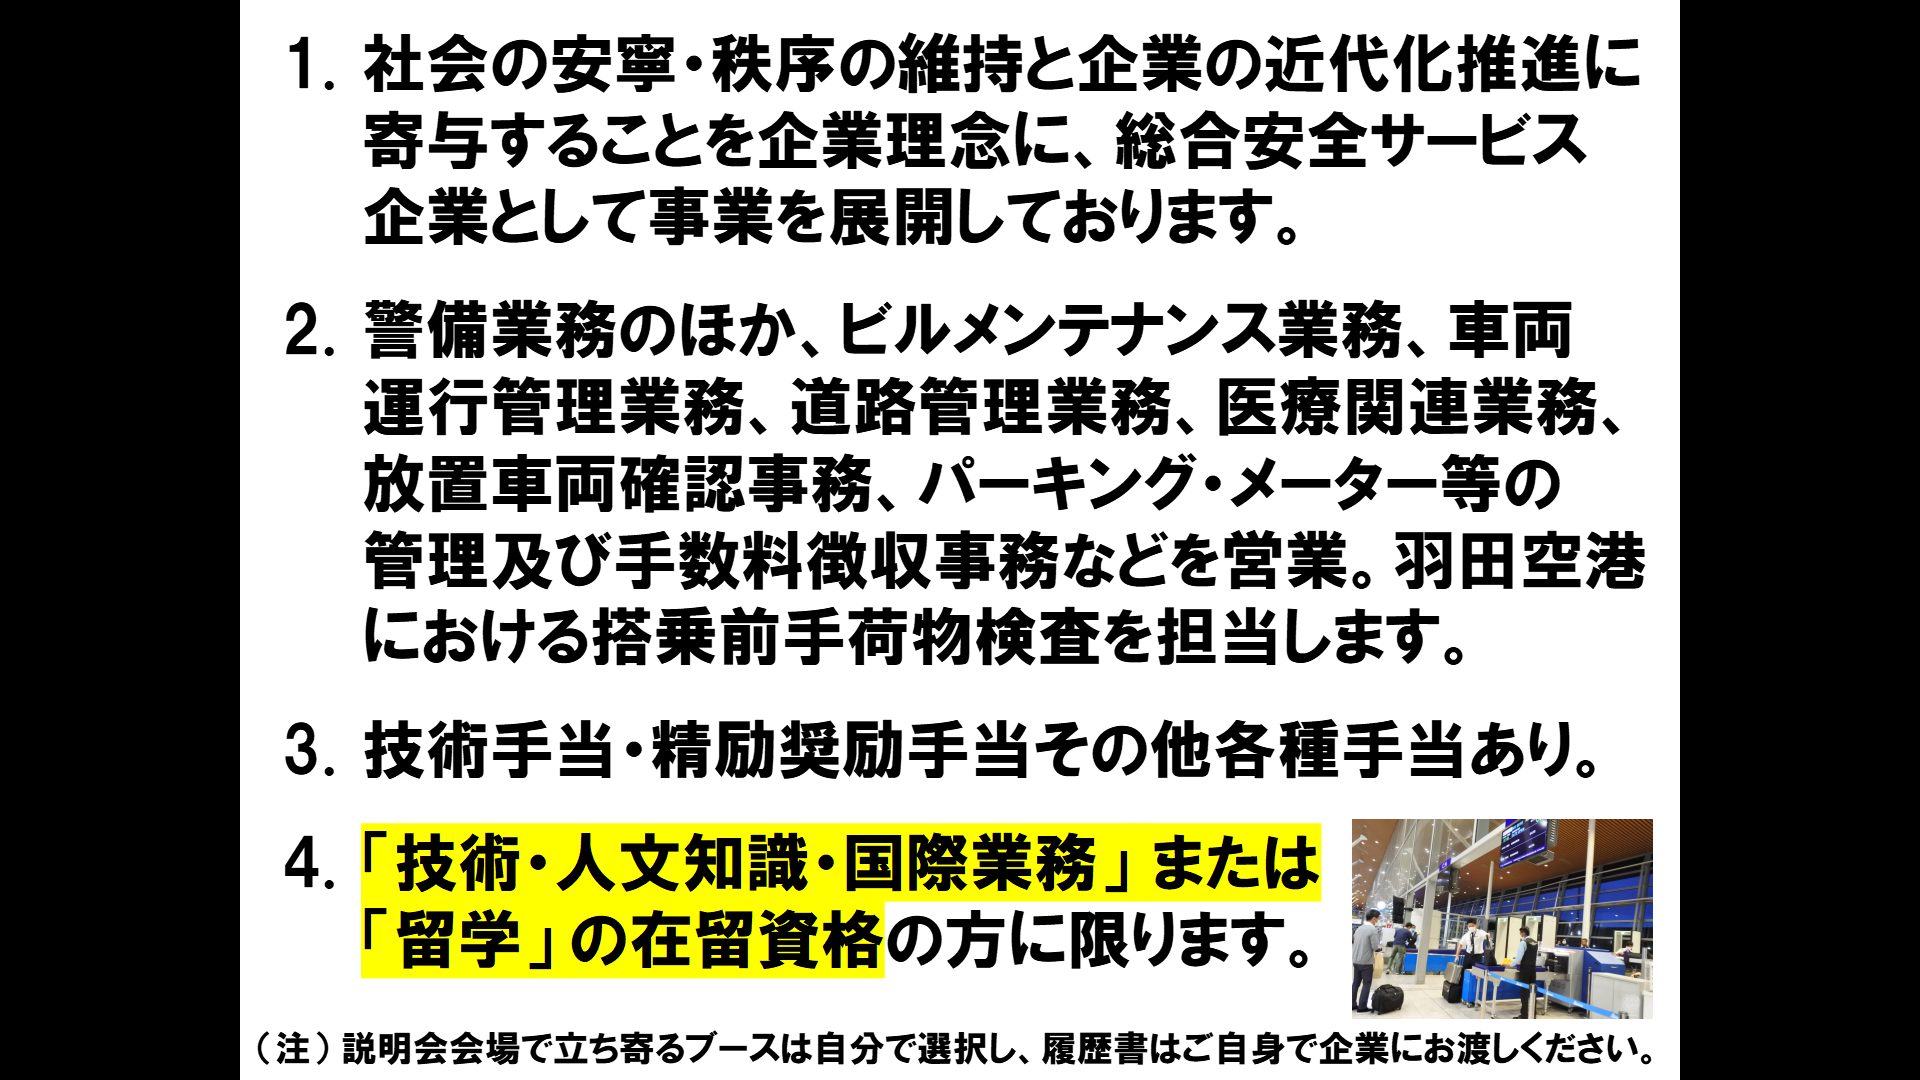 1. 社会の安寧・秩序の維持と企業の近代化推進に
寄与することを企業理念に、総合安全サービス
企業として事業を展開しております。
2. 警備業務のほか、ビルメンテナンス業務、車両
運行管理業務、道路管理業務、医療関連業務、
放置車両確認事務、パーキング・メーター等の
管理及び手数料徴収事務などを営業。羽田空港
における搭乗前手荷物検査を担当します。
3. 技術手当・精励奨励手当その他各種手当あり。
4. 「技術・人文知識・国際業務」または
「留学」の在留資格の方に限ります。
（注）説明会会場で立ち寄るブースは自分で選択し、履歴書はご自身で企業にお渡しください。